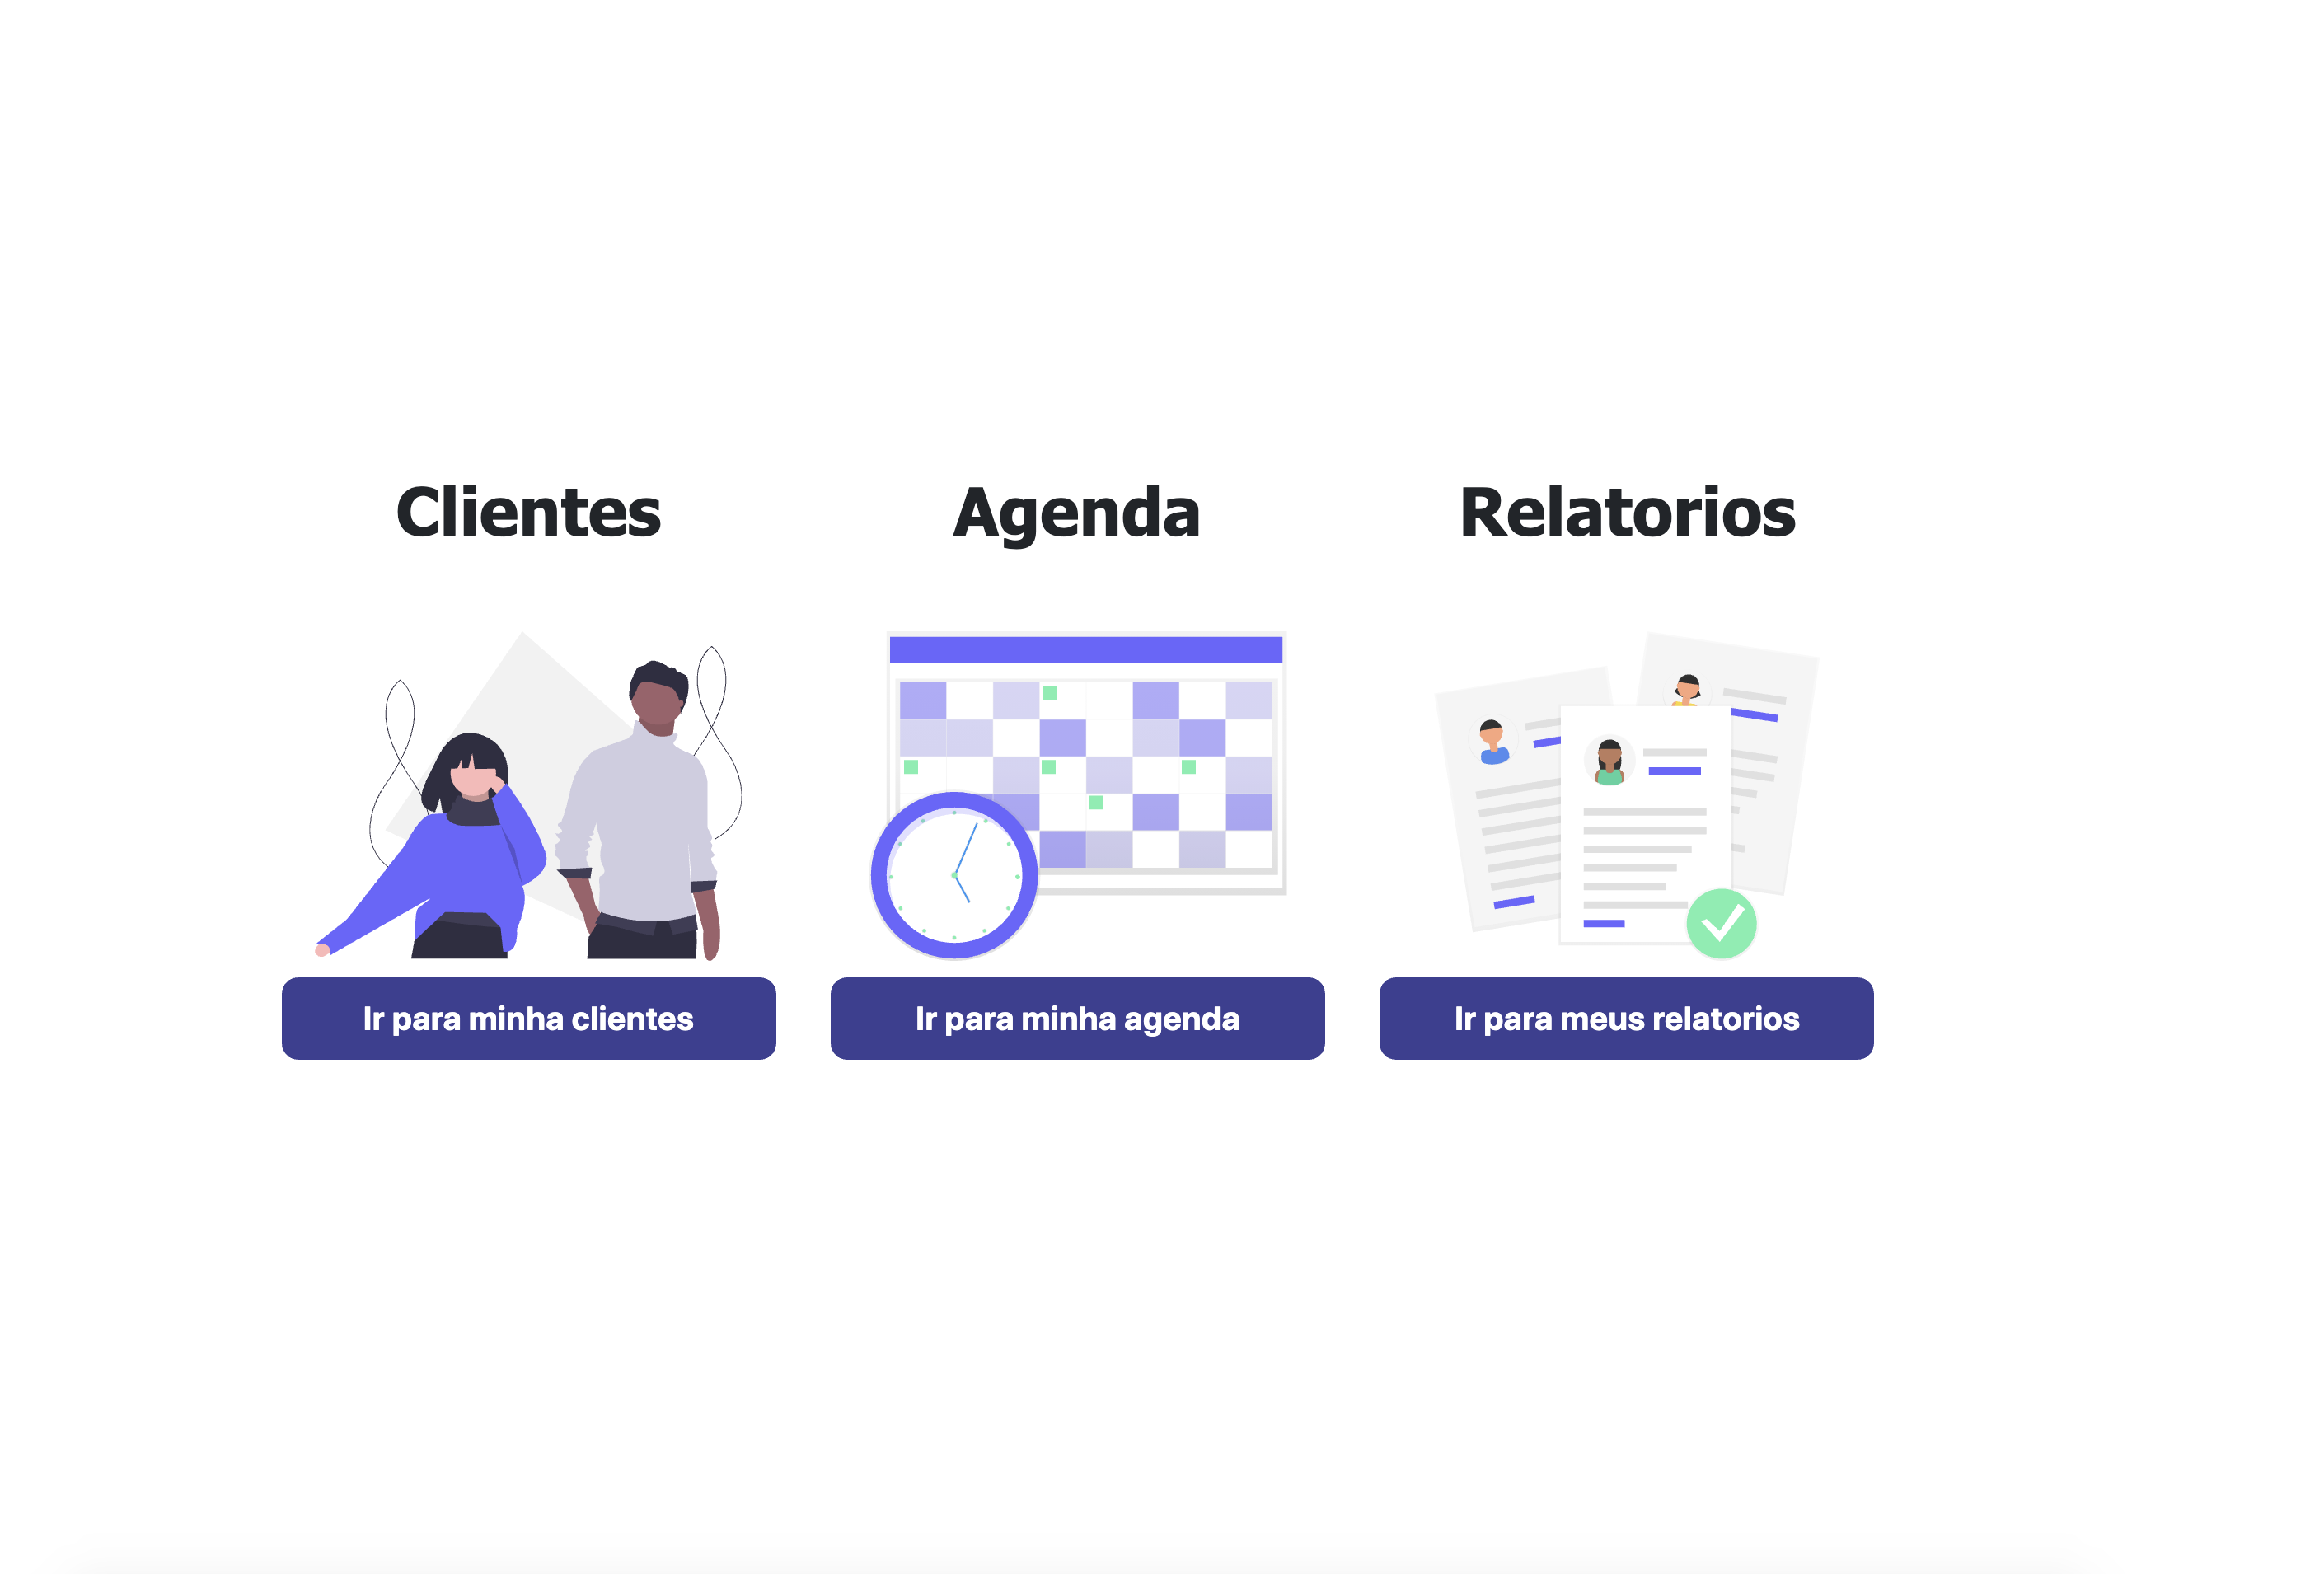 Clientes
Agenda
Relatorios
Ir para minha clientes
Ir para minha agenda
Ir para meus relatorios